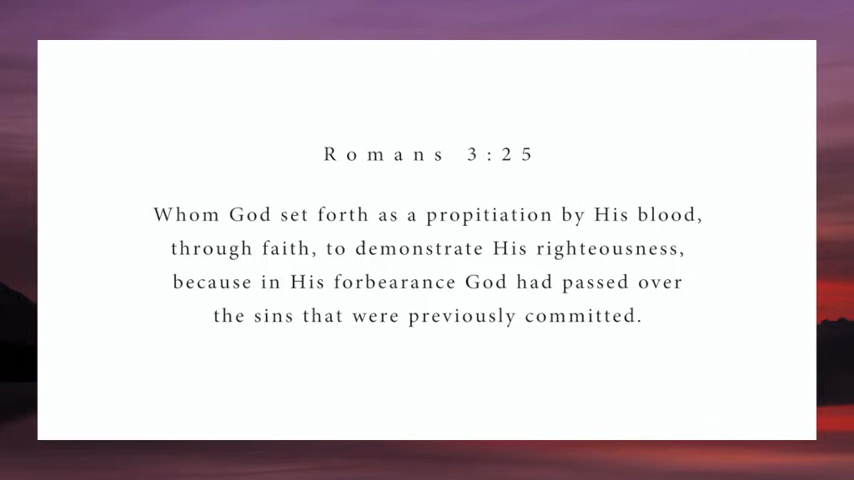 Romans 3:25
Whom God set forth as a propitiation by His blood,
through faith, to demonstrate His righteousness,
because in His forbearance God had passed over
the sins that were previously committed.